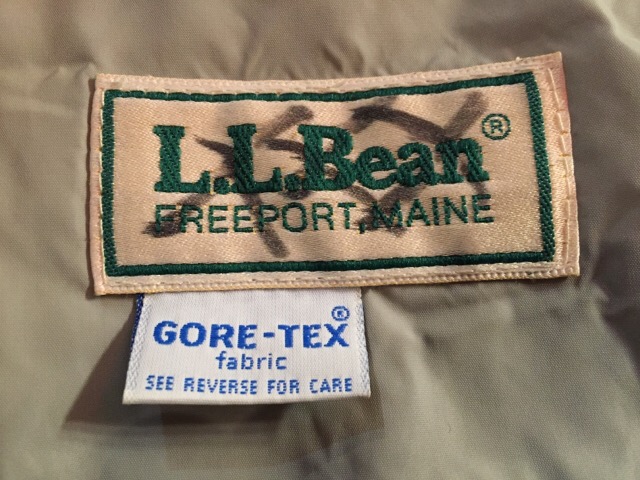 L.L.Bean®
FREEPORT, MAINE
GORE-TEX®
fabric
SEE REVERSE FOR CARE